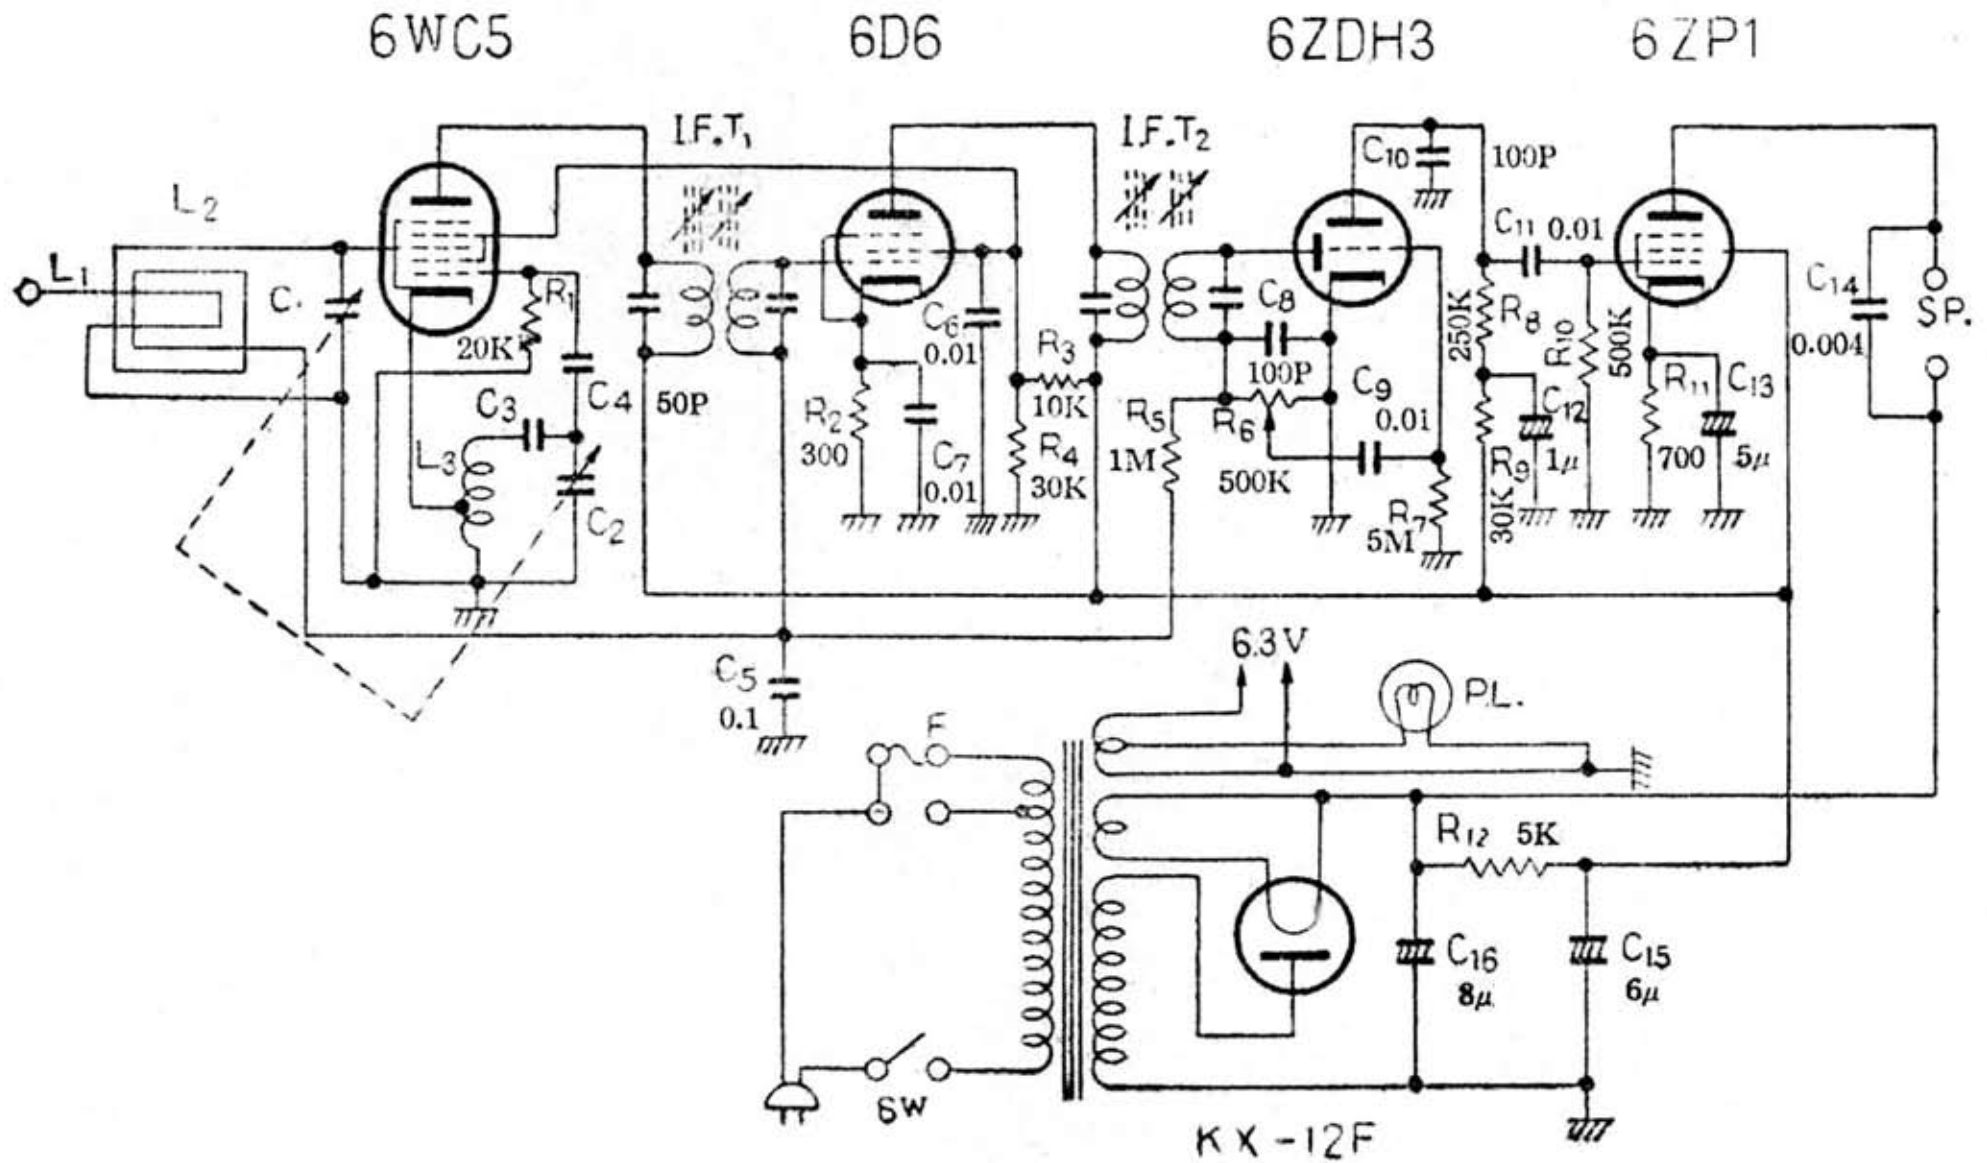 6WC5 6D6 6ZDH3 6ZP1
I.F.T₁ I.F.T₂
C₁₀ 100P
L₂
L₁
R₁
20K
C₃ C₄ 50P
L₃
C₂
C₆
0.01
R₂
300
C₇
0.01
R₃
10K
R₄
30K
C₈
100P
R₅
1M
R₆
500K
C₉
0.01
R₇
5M
C₁₁ 0.01
250K
R₈
R₉
30K
C₁₂
1μ
R₁₀
500K
R₁₁
700
C₁₃
5μ
C₁₄
0.004
SP.
C₅
0.1
6.3V
P.L.
F
R₁₂ 5K
C₁₆
8μ
C₁₅
6μ
SW
KX-12F